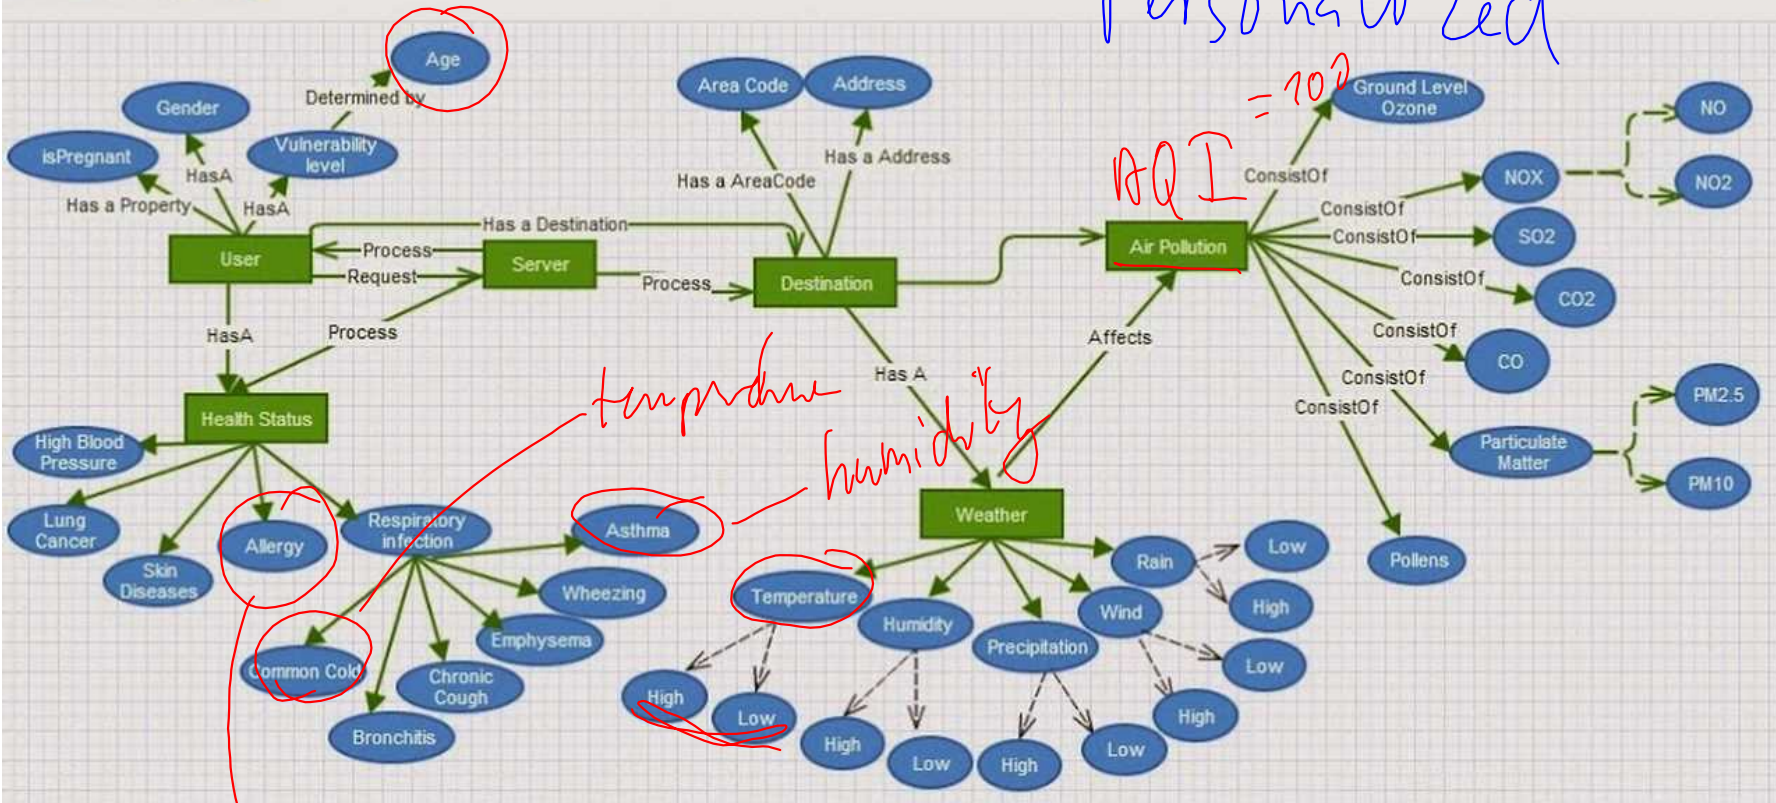 Personalized
Age
= 100
Ground Level
Ozone
Area Code
Address
Determined by
Gender
NO
isPregnant
Vulnerability
level
HasA
Has a Address
AQI
ConsistOf
NOX
NO2
Has a Property
HasA
Has a AreaCode
ConsistOf
Has a Destination
ConsistOf
SO2
User
Process
Server
Air Pollution
Request
Process
Destination
ConsistOf
CO2
HasA
Process
Affects
ConsistOf
CO
Has A
ConsistOf
temperature
PM2.5
ConsistOf
Health Status
humidity
High Blood
Pressure
Particulate
Matter
PM10
Weather
Lung
Cancer
Allergy
Respiratory
infection
Asthma
Rain
Low
Pollens
Skin
Diseases
Wheezing
Temperature
Humidity
Wind
High
Emphysema
Precipitation
Common Cold
Chronic
Cough
High
Low
Low
Bronchitis
High
Low
High
Low
High